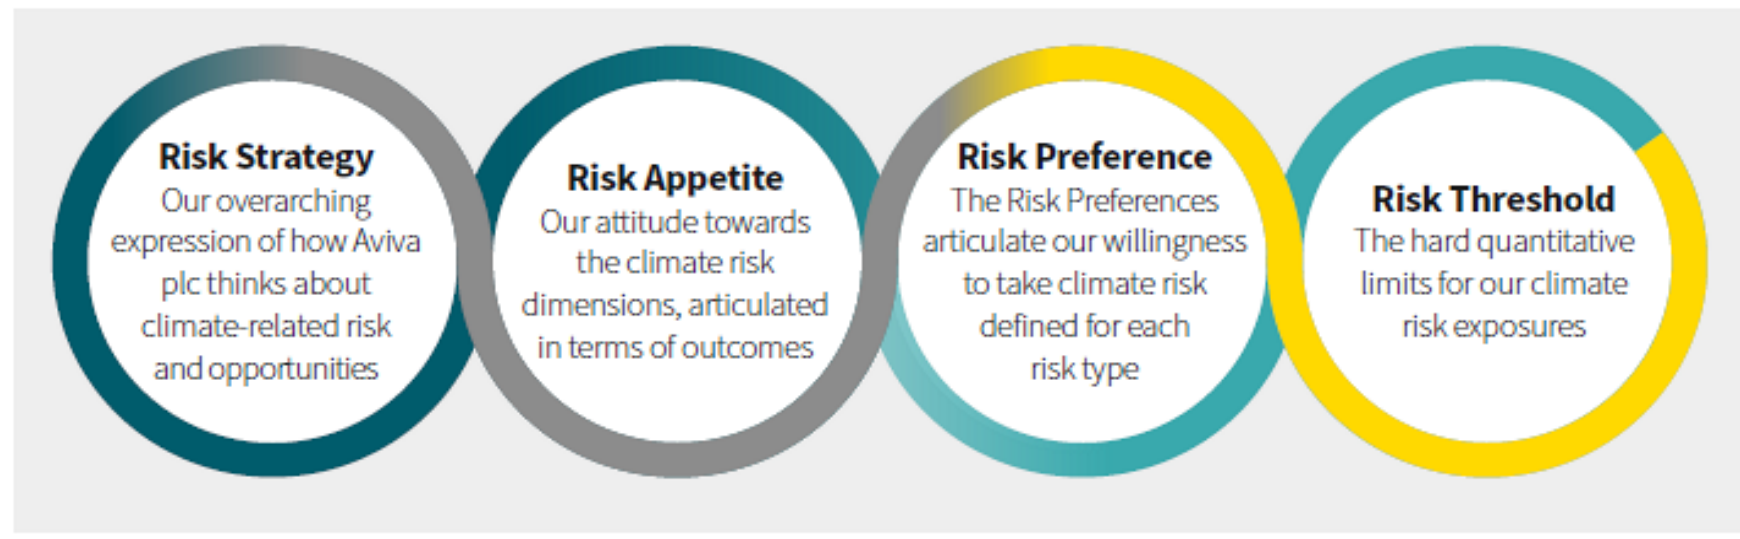 Risk Strategy
Our overarching
expression of how Aviva
plc thinks about
climate-related risk
and opportunities
Risk Appetite
Our attitude towards
the climate risk
dimensions, articulated
in terms of outcomes
Risk Preference
The Risk Preferences
articulate our willingness
to take climate risk
defined for each
risk type
Risk Threshold
The hard quantitative
limits for our climate
risk exposures